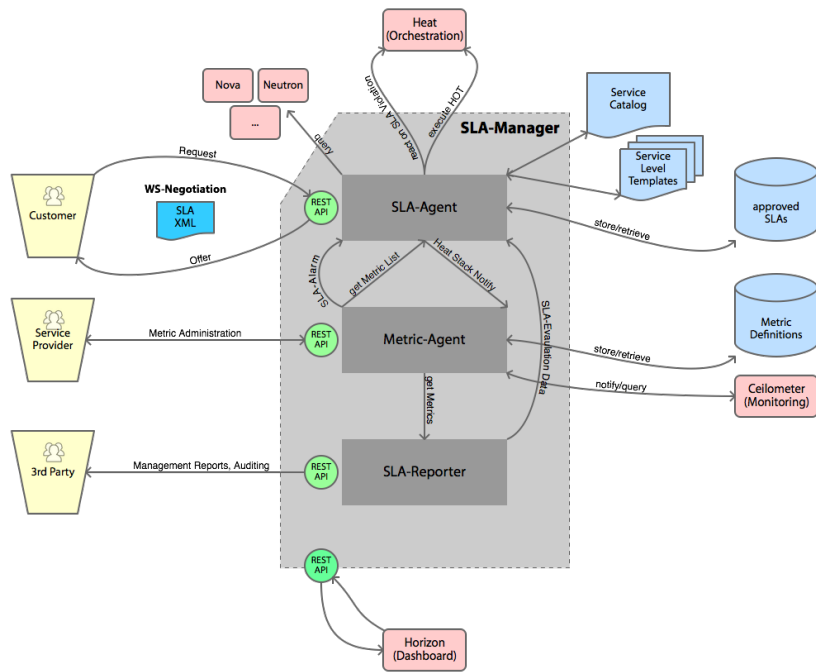 Heat
(Orchestration)
Nova
Neutron
...
react on SLA Violation
execute HOT
query
SLA-Manager
Service
Catalog
Service
Level
Templates
Request
WS-Negotiation
SLA
XML
Customer
Offer
REST
API
SLA-Agent
store/retrieve
approved
SLAs
SLA-Alarm
get Metric List
Heat Stack Notify
SLA-Evaulation Data
Service
Provider
Metric Administration
REST
API
Metric-Agent
store/retrieve
Metric
Definitions
notify/query
Ceilometer
(Monitoring)
get Metrics
3rd Party
Management Reports, Auditing
REST
API
SLA-Reporter
REST
API
Horizon
(Dashboard)